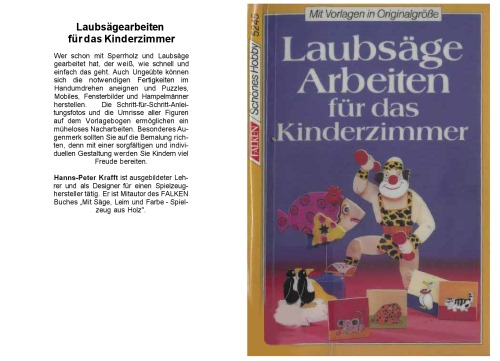 Laubsägearbeiten
für das Kinderzimmer
Wer schon mit Sperrholz und Laubsäge
gearbeitet hat, der weiß, wie schnell und
einfach das geht. Auch Ungeübte können
sich die notwendigen Fertigkeiten im
Handumdrehen aneignen und Puzzles,
Mobiles, Fensterbilder und Hampelmänner
herstellen. Die Schritt-für-Schritt-Anlei-
tungsfotos und die Umrisse aller Figuren
auf dem Vorlagebogen ermöglichen ein
müheloses Nacharbeiten. Besonderes Au-
genmerk sollten Sie auf die Bemalung rich-
ten, denn mit einer sorgfältigen und indivi-
duellen Gestaltung werden Sie Kindern viel
Freude bereiten.
Hanns-Peter Krafft ist ausgebildeter Leh-
rer und als Designer für einen Spielzeug-
hersteller tätig. Er ist Mitautor des FALKEN
Buches „Mit Säge, Leim und Farbe - Spiel-
zeug aus Holz".
FALKEN Schönes Hobby 5245
Mit Vorlagen in Originalgröße
Laubsäge
Arbeiten
für das
Kinderzimmer